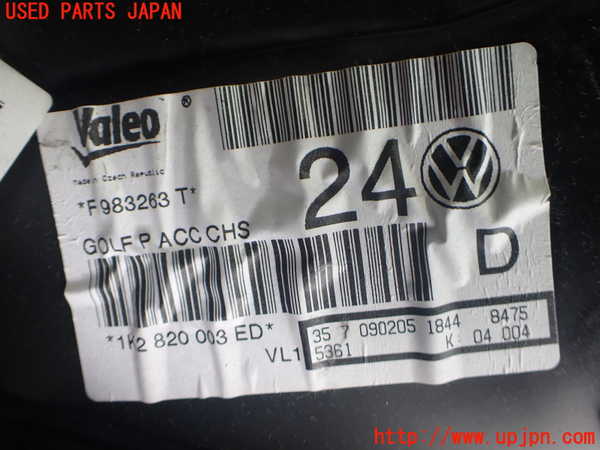 USED PARTS JAPAN
Valeo ®
Made in Czech Republic
24
*F983263 T*
GOLF P ACC CHS
D
*1K2 820 003 ED*
VL1
35 7 090205 1844 8475
5361 K 04 004
http://www.upjpn.com/